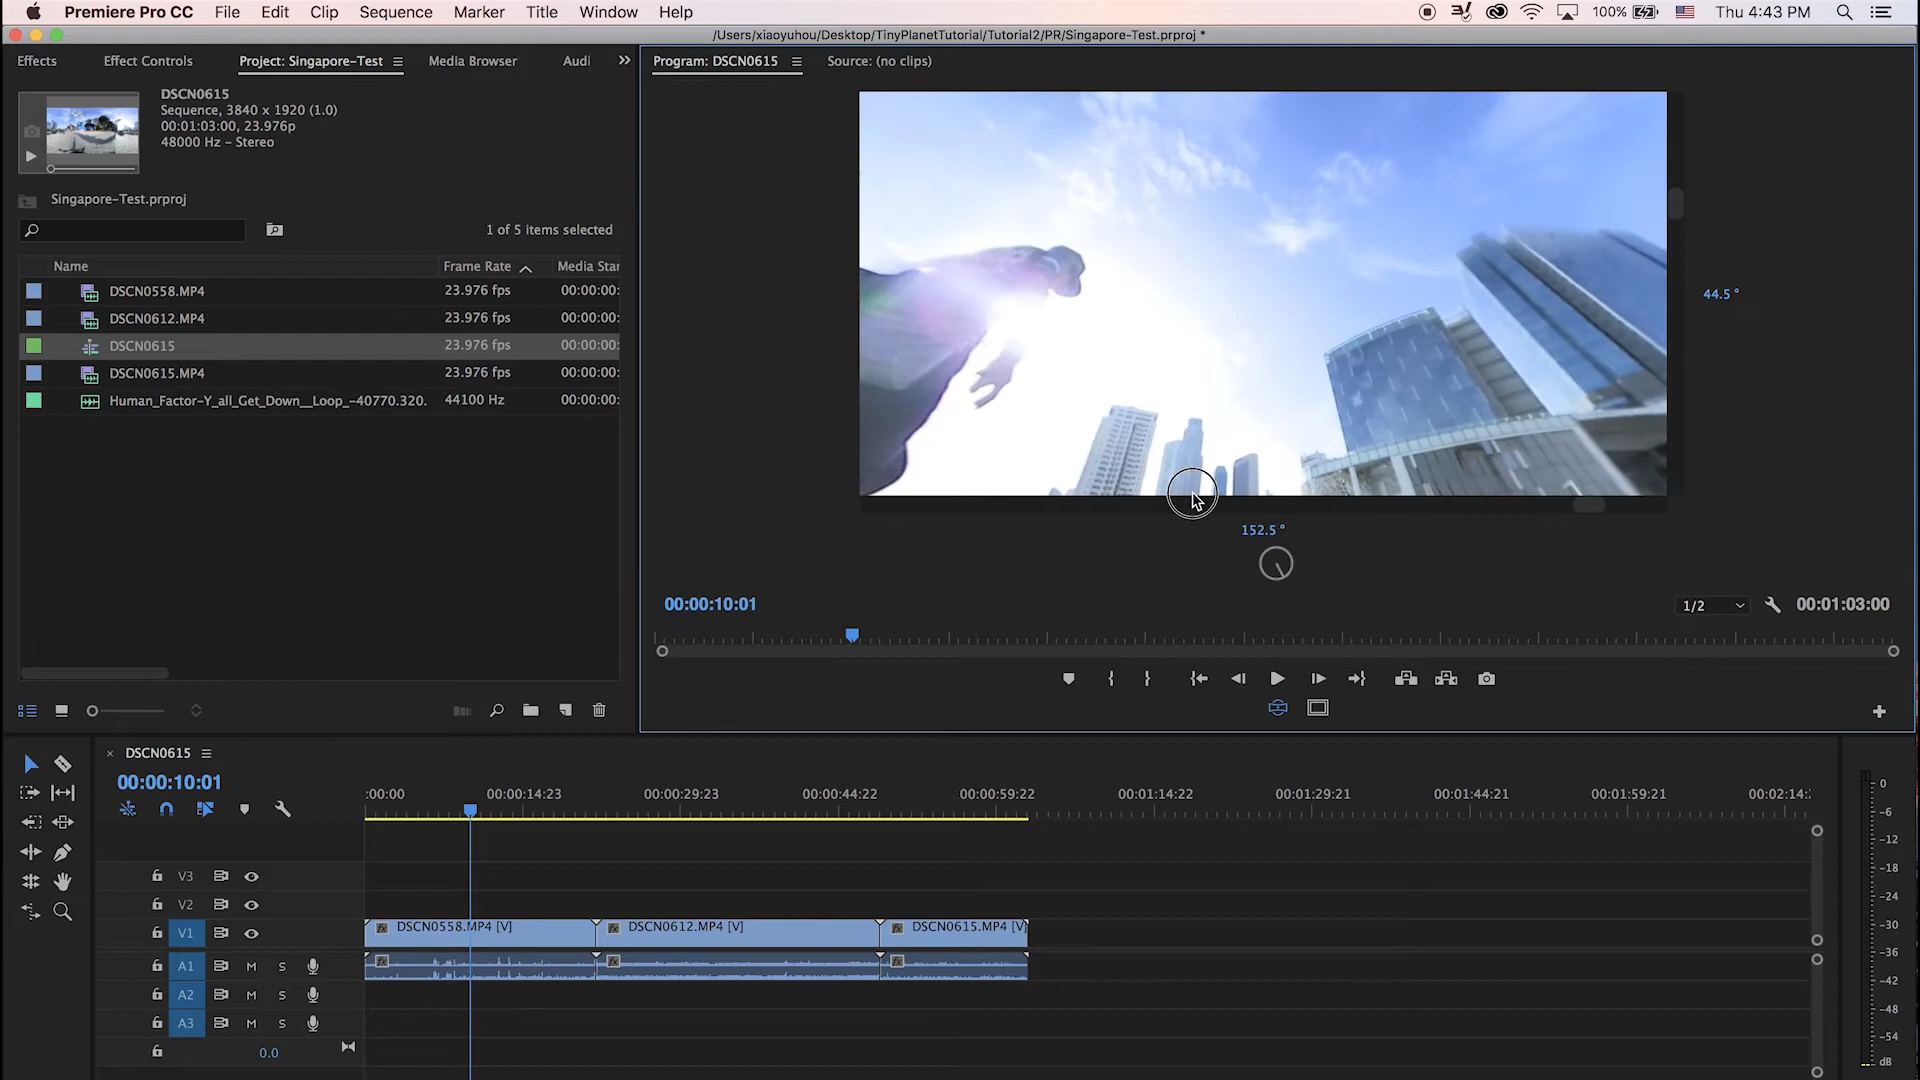 Premiere Pro CC File Edit Clip Sequence Marker Title Window Help 100% Thu 4:43 PM
/Users/xiaoyuhou/Desktop/TinyPlanetTutorial/Tutorial2/PR/Singapore-Test.prproj *
Effects Effect Controls Project: Singapore-Test Media Browser Audi
Program: DSCN0615 Source: (no clips)
DSCN0615
Sequence, 3840 x 1920 (1.0)
00:01:03:00, 23.976p
48000 Hz - Stereo
Singapore-Test.prproj
1 of 5 items selected
Name Frame Rate Media Star
DSCN0558.MP4 23.976 fps 00:00:00:
DSCN0612.MP4 23.976 fps 00:00:00:
DSCN0615 23.976 fps 00:00:00:
DSCN0615.MP4 23.976 fps 00:00:00:
Human_Factor-Y_all_Get_Down__Loop_-40770.320. 44100 Hz 00:00:00:
44.5 °
152.5 °
00:00:10:01 1/2 00:01:03:00
DSCN0615
00:00:10:01
:00:00 00:00:14:23 00:00:29:23 00:00:44:22 00:00:59:22 00:01:14:22 00:01:29:21 00:01:44:21 00:01:59:21 00:02:14:
V3
V2
V1 fx DSCN0558.MP4 [V] fx DSCN0612.MP4 [V] fx DSCN0615.MP4 [V]
A1 M S fx fx fx
A2 M S
A3 M S
0.0
0
-6
-12
-18
-24
-30
-36
-42
-48
-54
dB